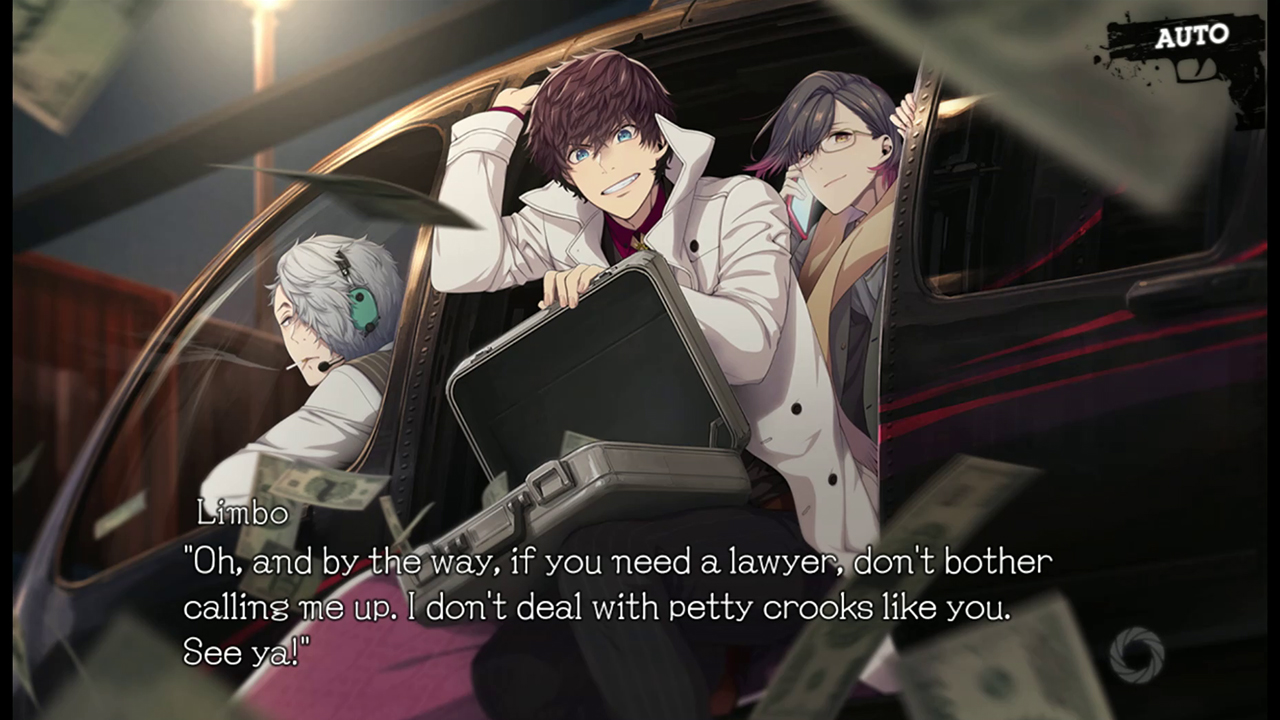 AUTO
Limbo
"Oh, and by the way, if you need a lawyer, don't bother
calling me up. I don't deal with petty crooks like you.
See ya!"